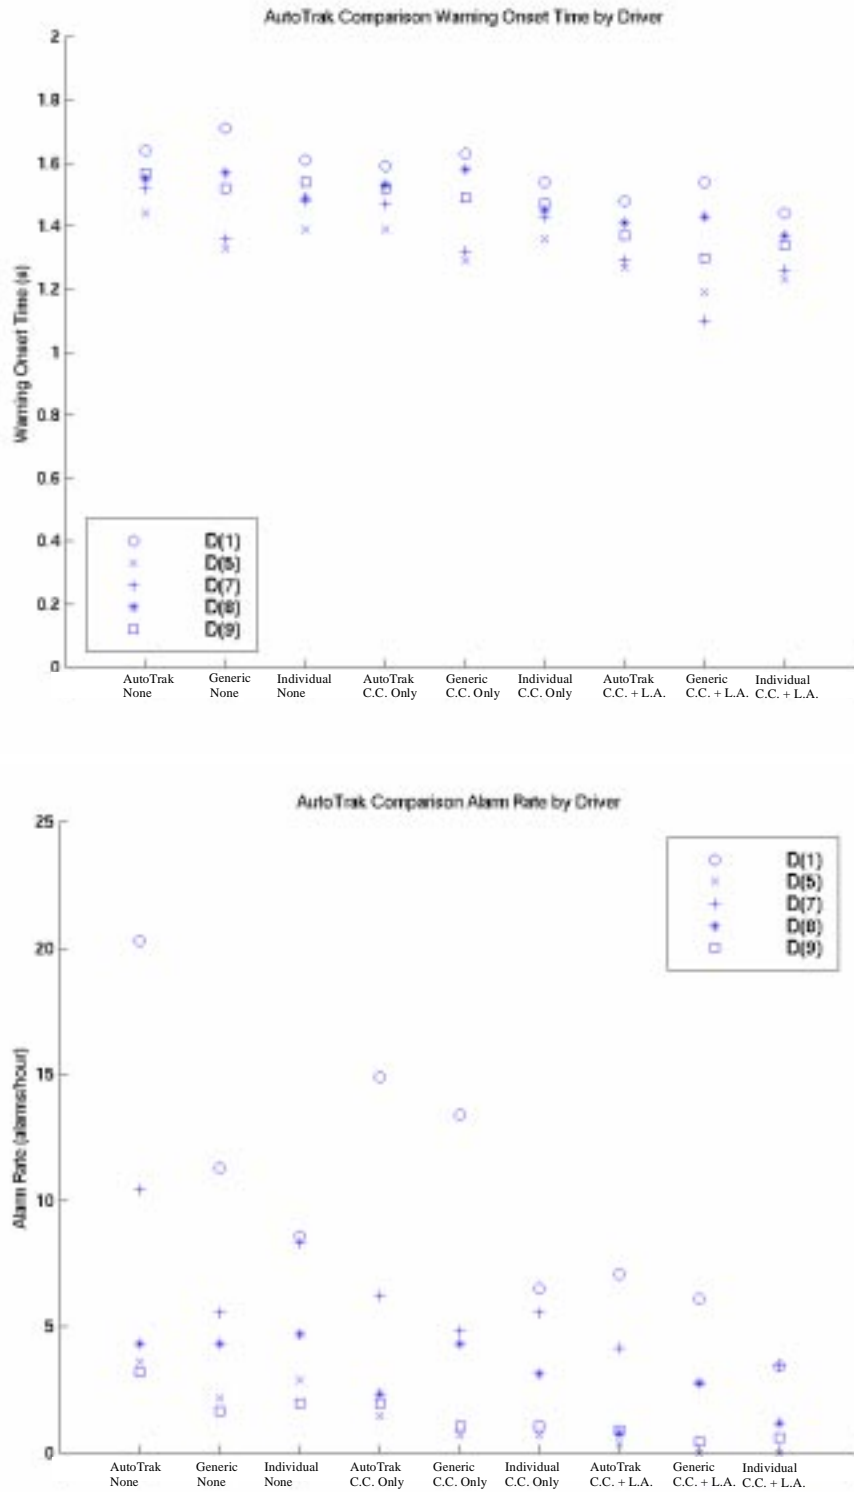 AutoTrak Comparison Warning Onset Time by Driver
2
1.8
1.6
1.4
1.2
1
0.8
0.6
0.4
0.2
0
Warning Onset Time (s)
D(1)
D(5)
D(7)
D(8)
D(9)
AutoTrak Generic Individual AutoTrak Generic Individual AutoTrak Generic Individual
None None None C.C. Only C.C. Only C.C. Only C.C. + L.A. C.C. + L.A. C.C. + L.A.
AutoTrak Comparison Alarm Rate by Driver
25
20
15
10
5
0
Alarm Rate (alarms/hour)
D(1)
D(5)
D(7)
D(8)
D(9)
AutoTrak Generic Individual AutoTrak Generic Individual AutoTrak Generic Individual
None None None C.C. Only C.C. Only C.C. Only C.C. + L.A. C.C. + L.A. C.C. + L.A.